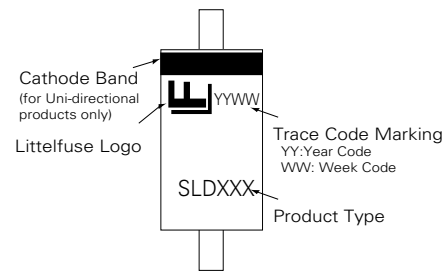 Cathode Band
(for Uni-directional
products only)
Littelfuse Logo
YYWW
Trace Code Marking
YY:Year Code
WW: Week Code
SLDXXX
Product Type